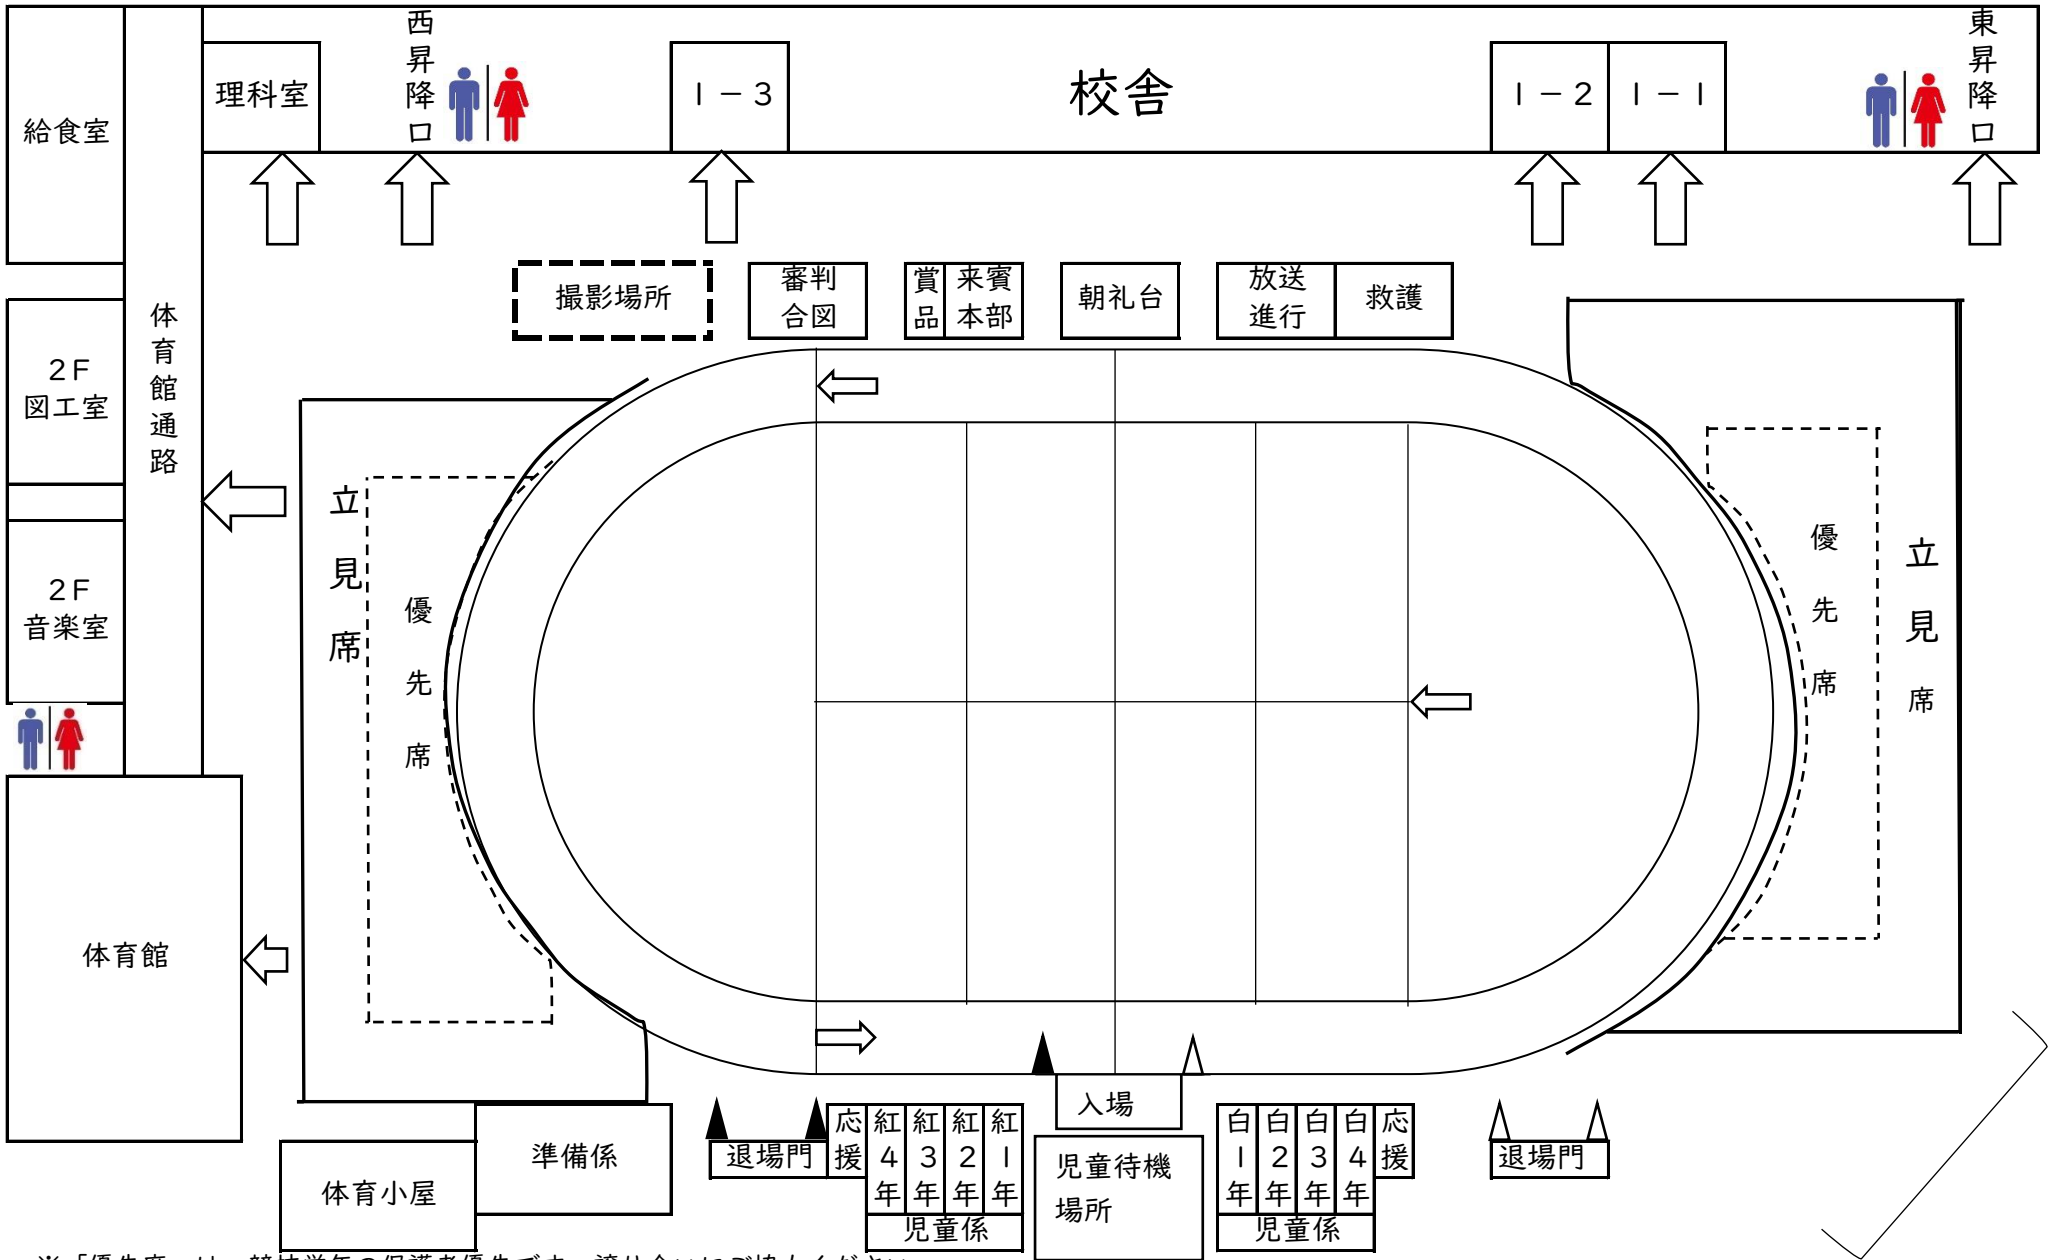 西昇降口
東昇降口
給食室
理科室
1－3
校舎
1－2
1－1
撮影場所
審判
合図
賞品
来賓
本部
朝礼台
放送
進行
救護
体育館通路
2F
図工室
2F
音楽室
立見席
優先席
優先席
立見席
体育館
入場
準備係
体育小屋
退場門
応援
紅4年
紅3年
紅2年
紅1年
児童係
児童待機
場所
白1年
白2年
白3年
白4年
応援
児童係
退場門